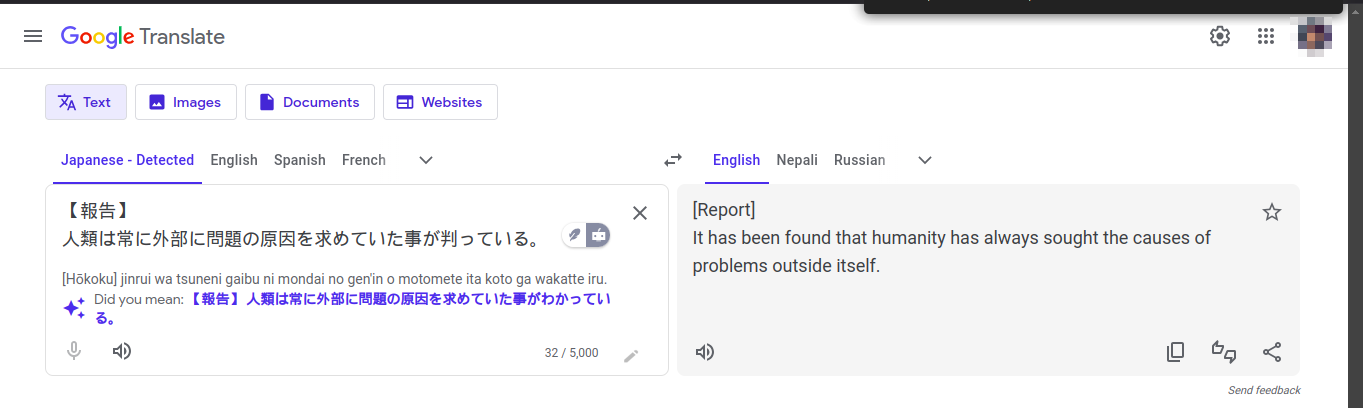 Google Translate
Text
Images
Documents
Websites
Japanese - Detected
English
Spanish
French
English
Nepali
Russian
【報告】
人類は常に外部に問題の原因を求めていた事が判っている。
[Hōkoku] jinrui wa tsuneni gaibu ni mondai no gen'in o motomete ita koto ga wakatte iru.
Did you mean: 【報告】人類は常に外部に問題の原因を求めていた事がわかってい
る。
32 / 5,000
[Report]
It has been found that humanity has always sought the causes of
problems outside itself.
Send feedback